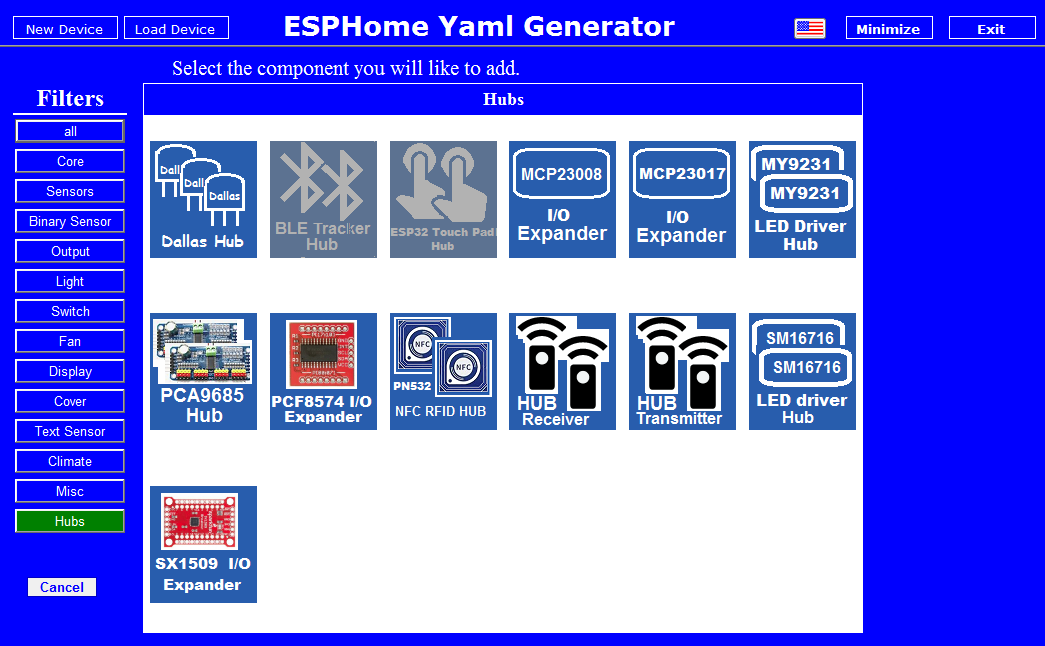 New Device
Load Device
ESPHome Yaml Generator
Minimize
Exit
Select the component you will like to add.
Filters
all
Core
Sensors
Binary Sensor
Output
Light
Switch
Fan
Display
Cover
Text Sensor
Climate
Misc
Hubs
Cancel
Hubs
Dall
Dall
Dallas
Dallas Hub
BLE Tracker
Hub
ESP32 Touch Pad
Hub
MCP23008
I/O
Expander
MCP23017
I/O
Expander
MY9231
MY9231
LED Driver
Hub
PCA9685
Hub
PCF8574 I/O
Expander
NFC
NFC
PN532
NFC RFID HUB
HUB
Receiver
HUB
Transmitter
SM16716
SM16716
LED driver
Hub
SX1509 I/O
Expander